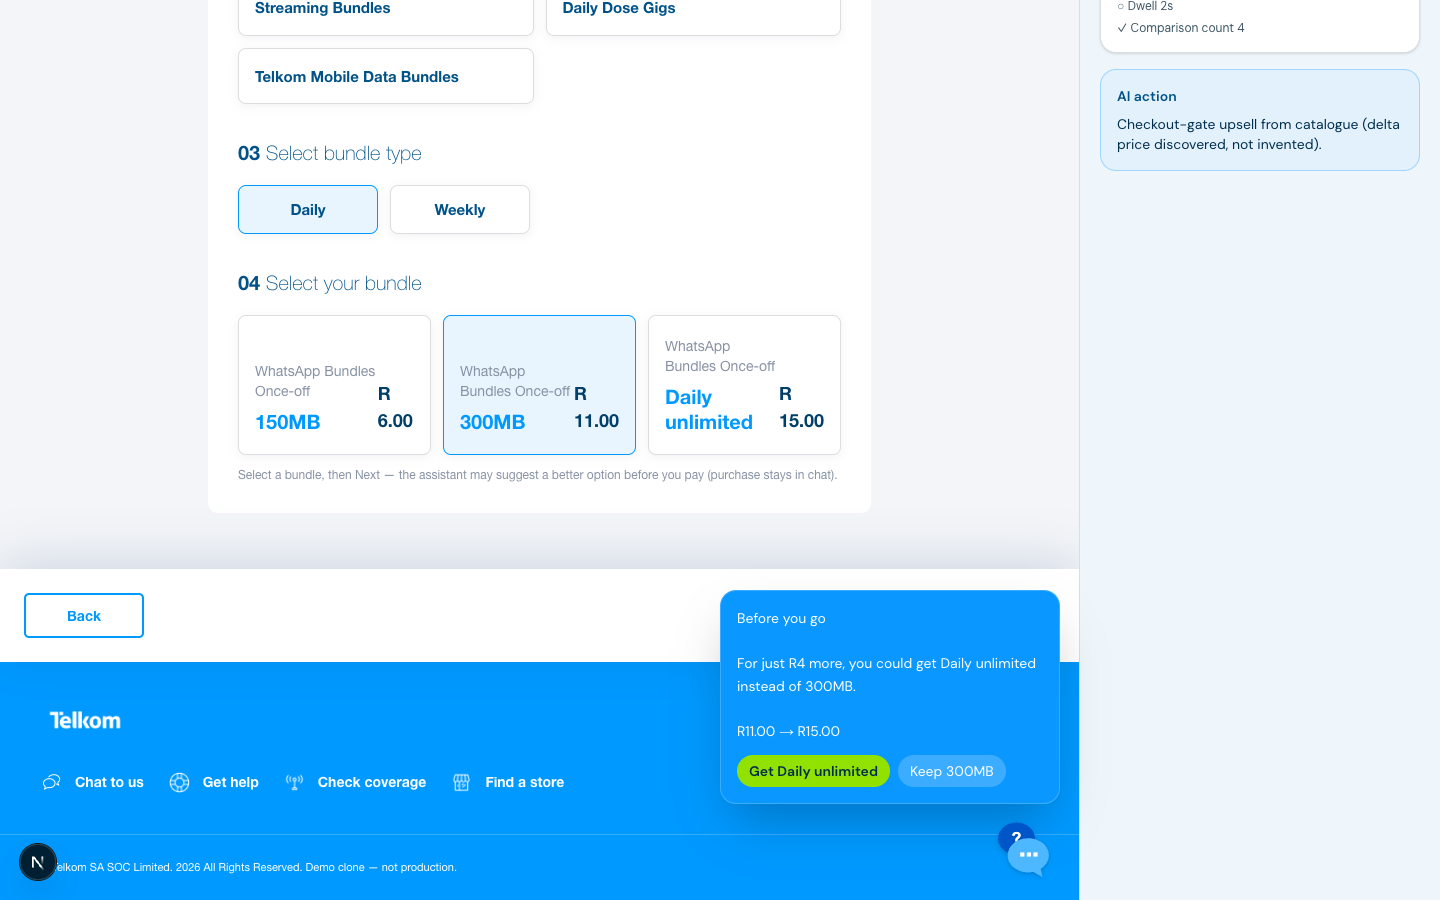 Streaming Bundles
Daily Dose Gigs
Telkom Mobile Data Bundles
03 Select bundle type
Daily
Weekly
04 Select your bundle
WhatsApp Bundles
Once-off
150MB
R
6.00
WhatsApp
Bundles Once-off
300MB
R
11.00
WhatsApp
Bundles Once-off
Daily
unlimited
R
15.00
Select a bundle, then Next — the assistant may suggest a better option before you pay (purchase stays in chat).
Back
Before you go
For just R4 more, you could get Daily unlimited
instead of 300MB.
R11.00 → R15.00
Get Daily unlimited
Keep 300MB
Telkom
Chat to us
Get help
Check coverage
Find a store
?
N
elkom SA SOC Limited. 2026 All Rights Reserved. Demo clone — not production.
○ Dwell 2s
✓ Comparison count 4
AI action
Checkout-gate upsell from catalogue (delta
price discovered, not invented).